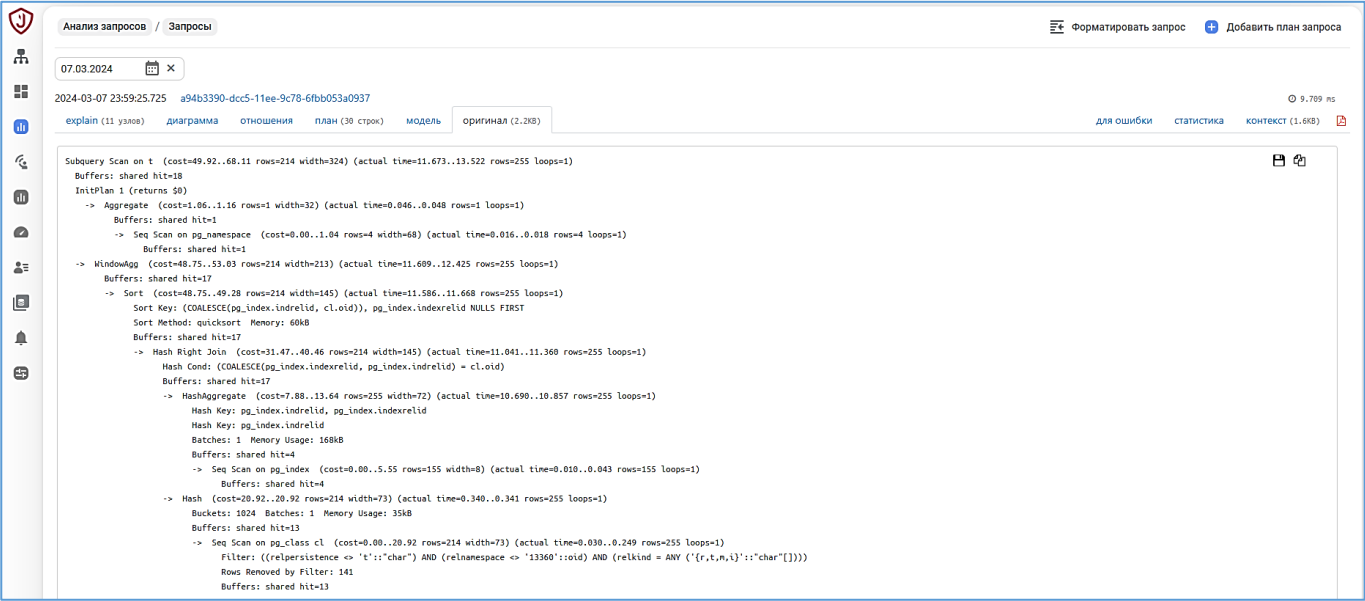 Анализ запросов / Запросы
Форматировать запрос
Добавить план запроса
07.03.2024
2024-03-07 23:59:25.725 a94b3390-dcc5-11ee-9c78-6fbb053a0937
9.709 ms
explain (11 узлов) диаграмма отношения план (30 строк) модель оригинал (2.2KB) для ошибки статистика контекст (1.6KB)
Subquery Scan on t (cost=49.92..68.11 rows=214 width=324) (actual time=11.673..13.522 rows=255 loops=1)
Buffers: shared hit=18
InitPlan 1 (returns $0)
-> Aggregate (cost=1.06..1.16 rows=1 width=32) (actual time=0.046..0.048 rows=1 loops=1)
Buffers: shared hit=1
-> Seq Scan on pg_namespace (cost=0.00..1.04 rows=4 width=68) (actual time=0.016..0.018 rows=4 loops=1)
Buffers: shared hit=1
-> WindowAgg (cost=48.75..53.03 rows=214 width=213) (actual time=11.609..12.425 rows=255 loops=1)
Buffers: shared hit=17
-> Sort (cost=48.75..49.28 rows=214 width=145) (actual time=11.586..11.668 rows=255 loops=1)
Sort Key: (COALESCE(pg_index.indrelid, cl.oid)), pg_index.indexrelid NULLS FIRST
Sort Method: quicksort Memory: 60kB
Buffers: shared hit=17
-> Hash Right Join (cost=31.47..40.46 rows=214 width=145) (actual time=11.041..11.360 rows=255 loops=1)
Hash Cond: (COALESCE(pg_index.indexrelid, pg_index.indrelid) = cl.oid)
Buffers: shared hit=17
-> HashAggregate (cost=7.88..13.64 rows=255 width=72) (actual time=10.690..10.857 rows=255 loops=1)
Hash Key: pg_index.indrelid, pg_index.indexrelid
Hash Key: pg_index.indrelid
Batches: 1 Memory Usage: 168kB
Buffers: shared hit=4
-> Seq Scan on pg_index (cost=0.00..5.55 rows=155 width=8) (actual time=0.010..0.043 rows=155 loops=1)
Buffers: shared hit=4
-> Hash (cost=20.92..20.92 rows=214 width=73) (actual time=0.340..0.341 rows=255 loops=1)
Buckets: 1024 Batches: 1 Memory Usage: 35kB
Buffers: shared hit=13
-> Seq Scan on pg_class cl (cost=0.00..20.92 rows=214 width=73) (actual time=0.030..0.249 rows=255 loops=1)
Filter: ((relpersistence <> 't'::"char") AND (relnamespace <> '13360'::oid) AND (relkind = ANY ('{r,t,m,i}'::"char"[])))
Rows Removed by Filter: 141
Buffers: shared hit=13